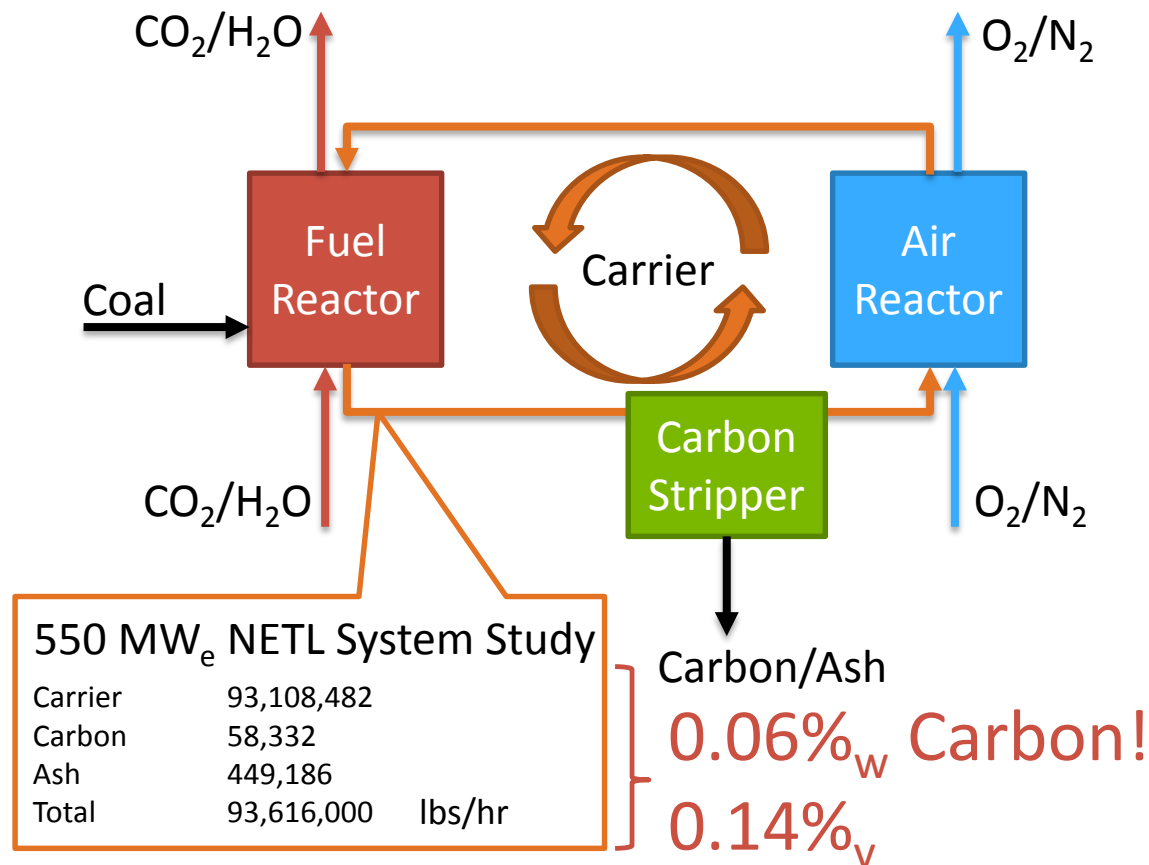 CO₂/H₂O
O₂/N₂
Fuel
Reactor
Carrier
Air
Reactor
Coal
Carbon
Stripper
CO₂/H₂O
O₂/N₂
550 MWₑ NETL System Study
Carrier 93,108,482
Carbon 58,332
Ash 449,186
Total 93,616,000 lbs/hr
Carbon/Ash
0.06%w Carbon!
0.14%v